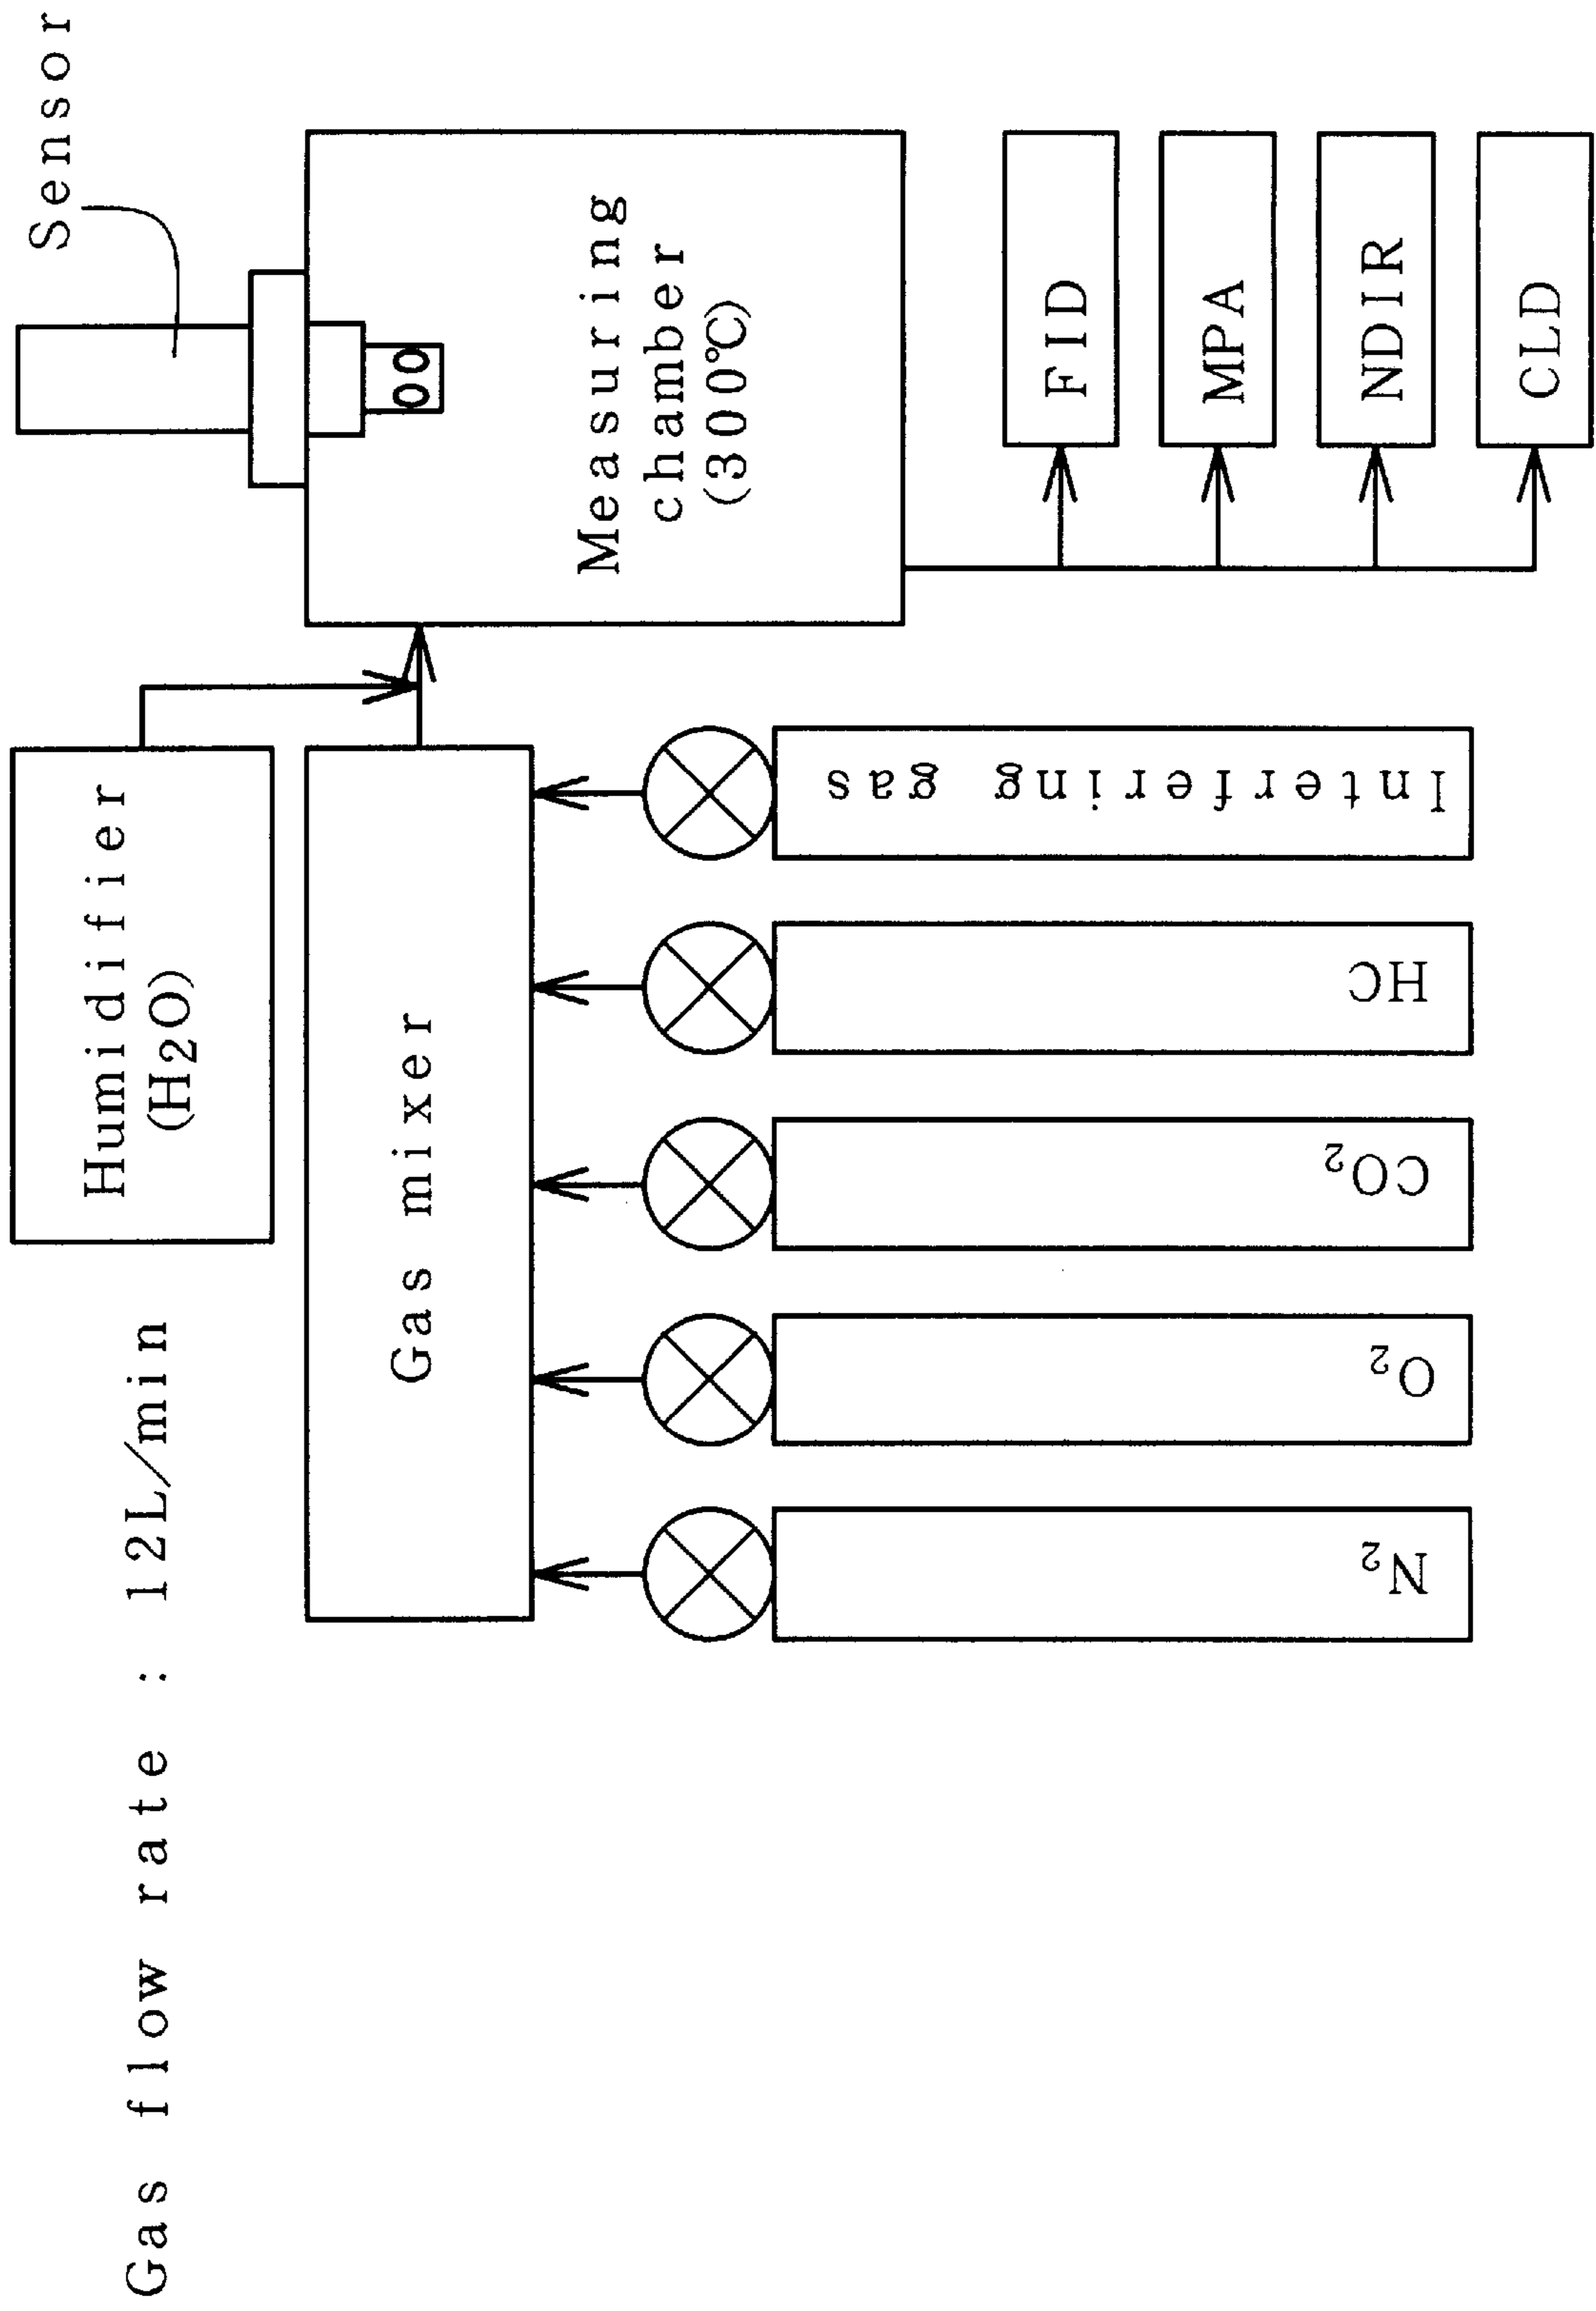 Gas flow rate : 12L/min
Humidifier
(H2O)
Sensor
Gas mixer
Measuring
chamber
(300℃)
N2
O2
CO2
HC
Interfering gas
FID
MPA
NDIR
CLD